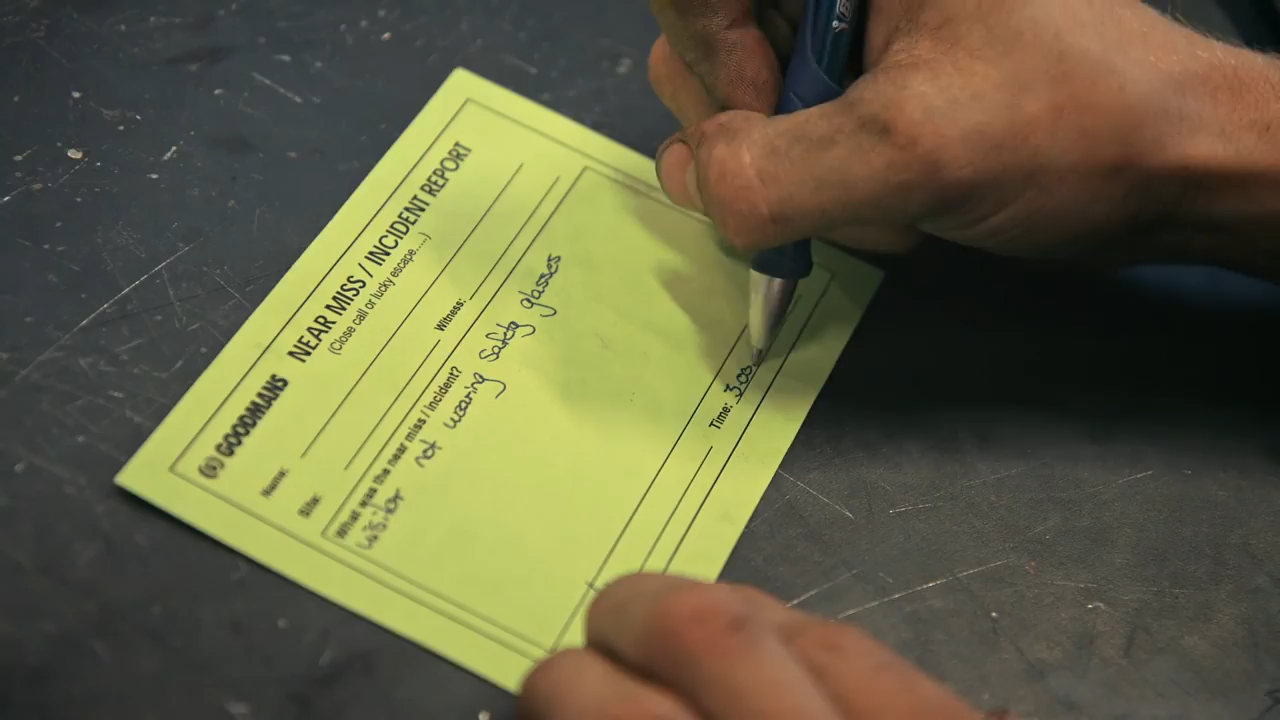 GOODMANS NEAR MISS / INCIDENT REPORT
(Close call or lucky escape.....)
Name:
Site: Witness:
What was the near miss / incident?
Visitor not wearing safety glasses
Time: 3.00